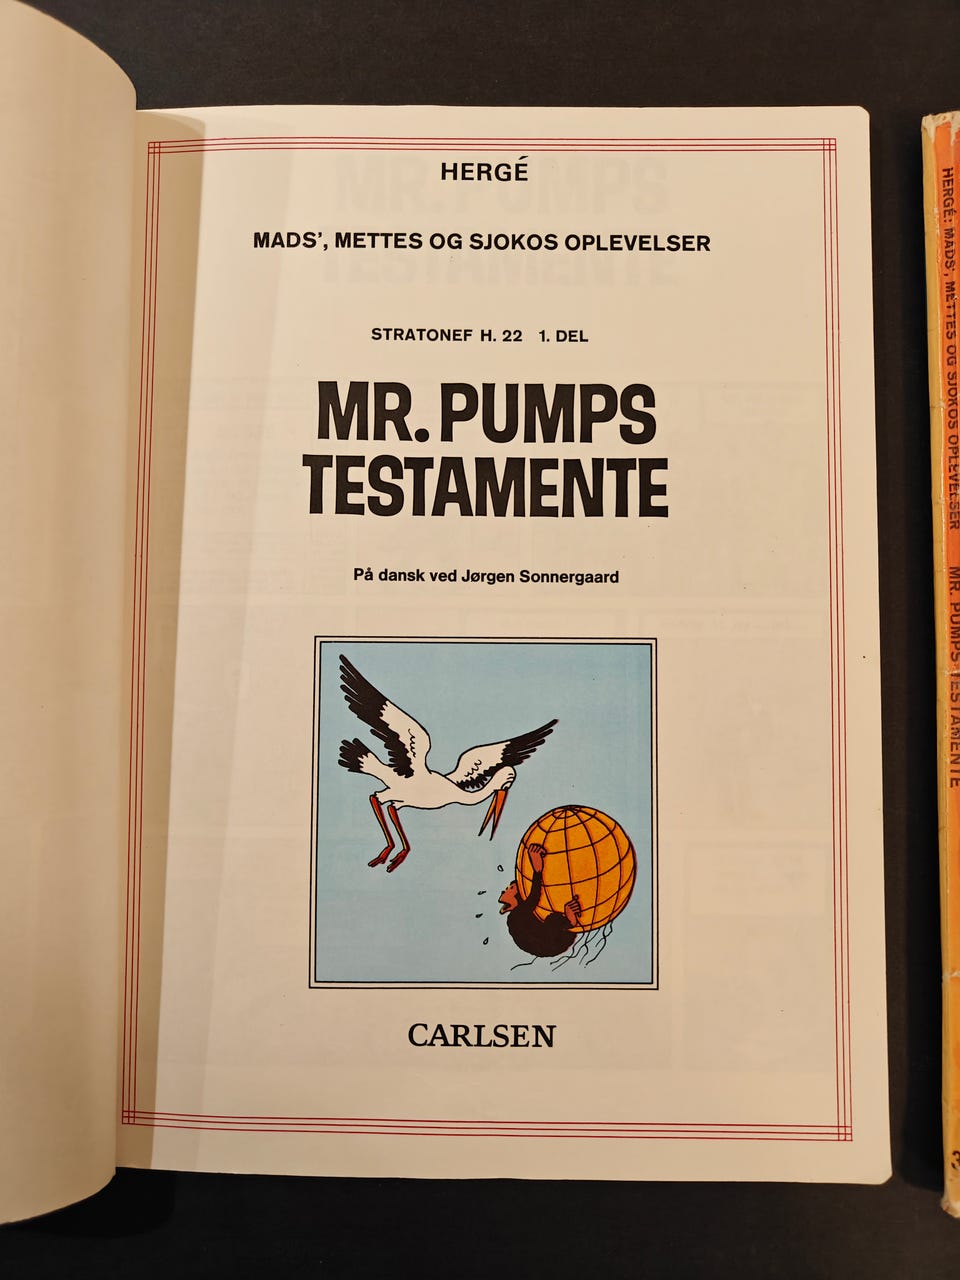 HERGÉ
MADS', METTES OG SJOKOS OPLEVELSER
STRATONEF H. 22 1. DEL
MR. PUMPS
TESTAMENTE
På dansk ved Jørgen Sonnergaard
CARLSEN
HERGÉ: MADS', METTES OG SJOKOS OPLEVELSER MR. PUMPS TESTAMENTE
3